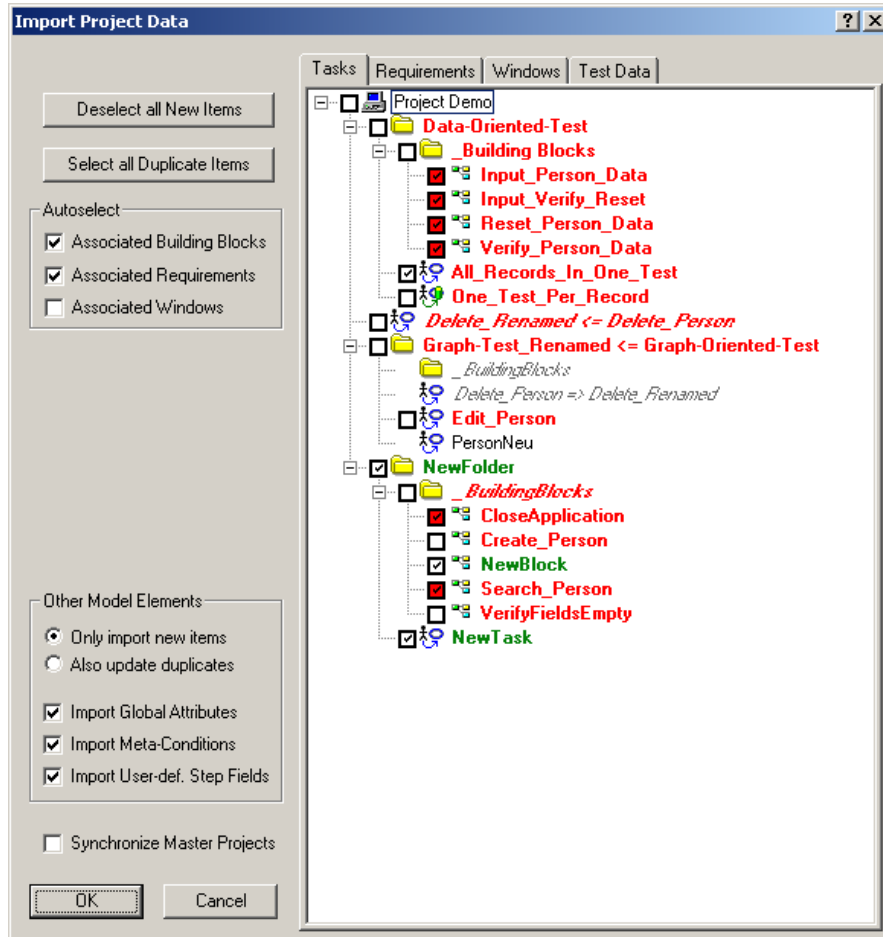 Import Project Data
Deselect all New Items
Select all Duplicate Items
Autoselect
Associated Building Blocks
Associated Requirements
Associated Windows
Other Model Elements
Only import new items
Also update duplicates
Import Global Attributes
Import Meta-Conditions
Import User-def. Step Fields
Synchronize Master Projects
OK Cancel
Tasks Requirements Windows Test Data
Project Demo
Data-Oriented-Test
_Building Blocks
Input_Person_Data
Input_Verify_Reset
Reset_Person_Data
Verify_Person_Data
All_Records_In_One_Test
One_Test_Per_Record
Delete_Renamed <= Delete_Person
Graph-Test_Renamed <= Graph-Oriented-Test
_BuildingBlocks
Delete_Person => Delete_Renamed
Edit_Person
PersonNeu
NewFolder
_BuildingBlocks
CloseApplication
Create_Person
NewBlock
Search_Person
VerifyFieldsEmpty
NewTask